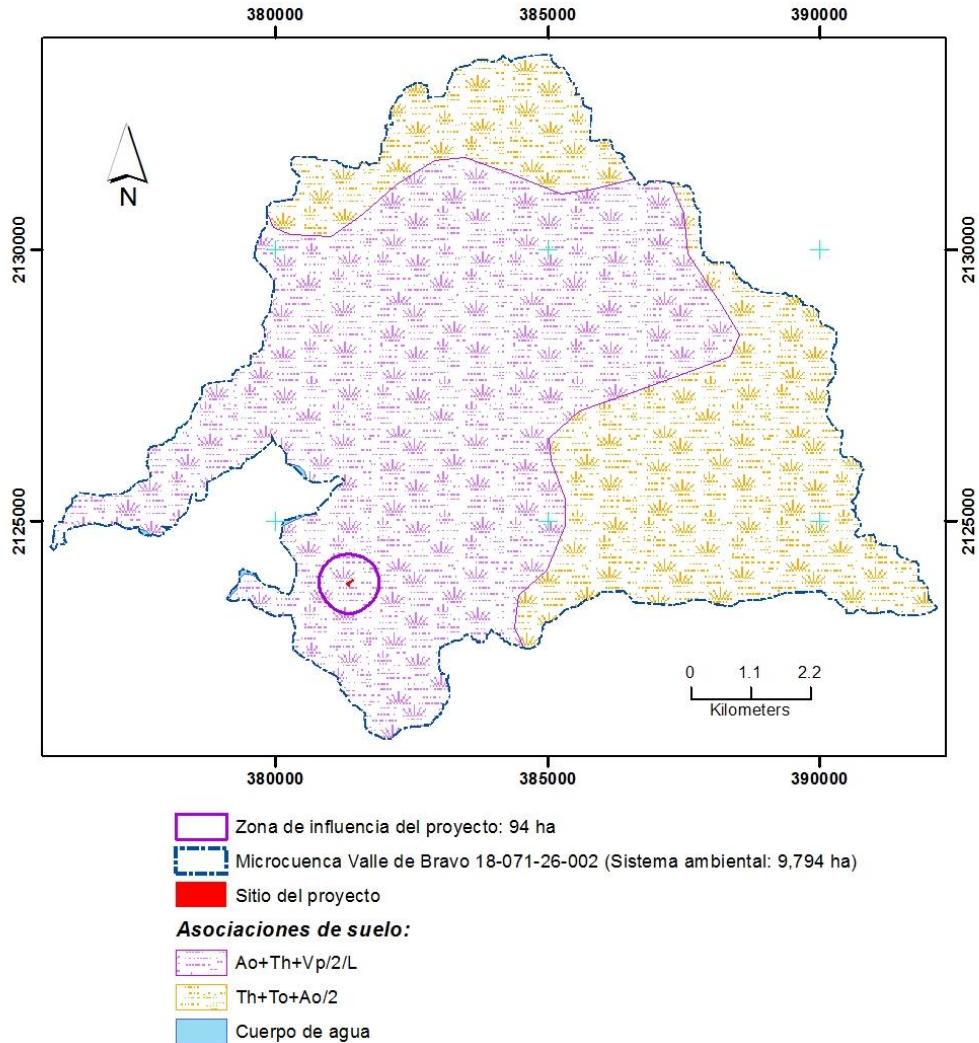 380000 385000 390000
N
2130000 2130000
2125000 2125000
0 1.1 2.2
Kilometers
380000 385000 390000
Zona de influencia del proyecto: 94 ha
Microcuenca Valle de Bravo 18-071-26-002 (Sistema ambiental: 9,794 ha)
Sitio del proyecto
Asociaciones de suelo:
Ao+Th+Vp/2/L
Th+To+Ao/2
Cuerpo de agua